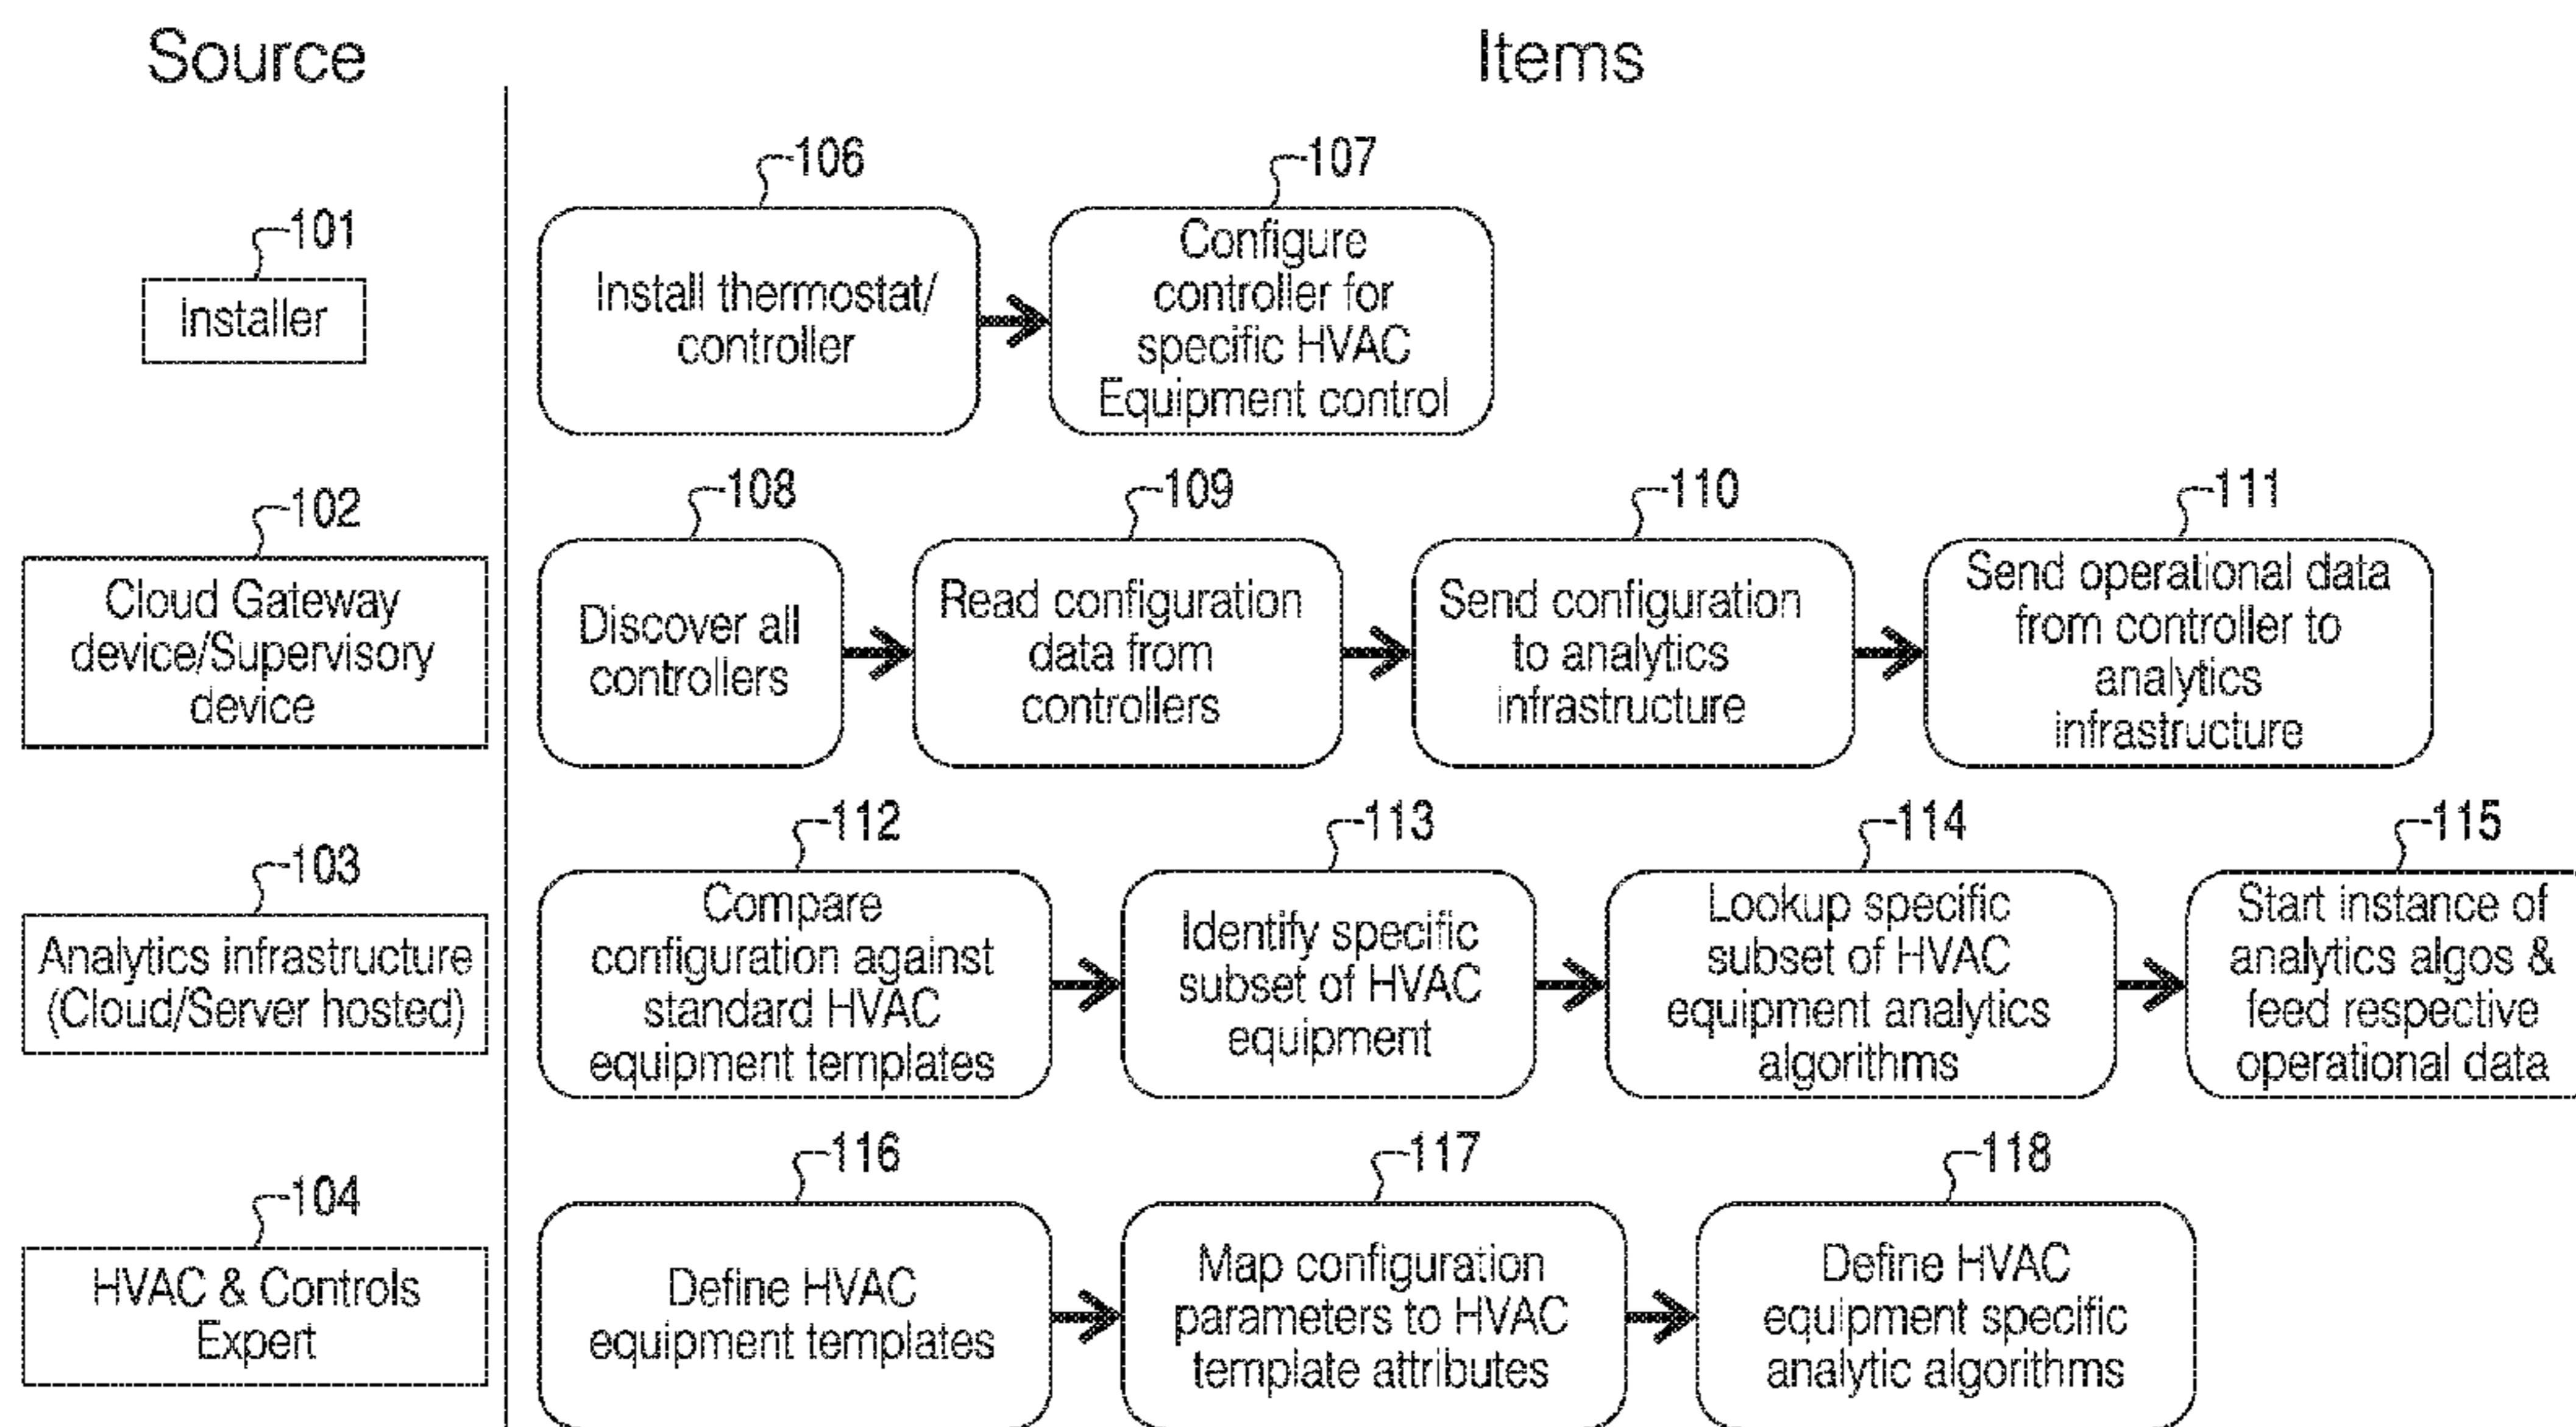 Source
Items
101
Installer
106
Install thermostat/
controller
107
Configure
controller for
specific HVAC
Equipment control
102
Cloud Gateway
device/Supervisory
device
108
Discover all
controllers
109
Read configuration
data from
controllers
110
Send configuration
to analytics
infrastructure
111
Send operational data
from controller to
analytics
infrastructure
103
Analytics infrastructure
(Cloud/Server hosted)
112
Compare
configuration against
standard HVAC
equipment templates
113
Identify specific
subset of HVAC
equipment
114
Lookup specific
subset of HVAC
equipment analytics
algorithms
115
Start instance of
analytics algos &
feed respective
operational data
104
HVAC & Controls
Expert
116
Define HVAC
equipment templates
117
Map configuration
parameters to HVAC
template attributes
118
Define HVAC
equipment specific
analytic algorithms